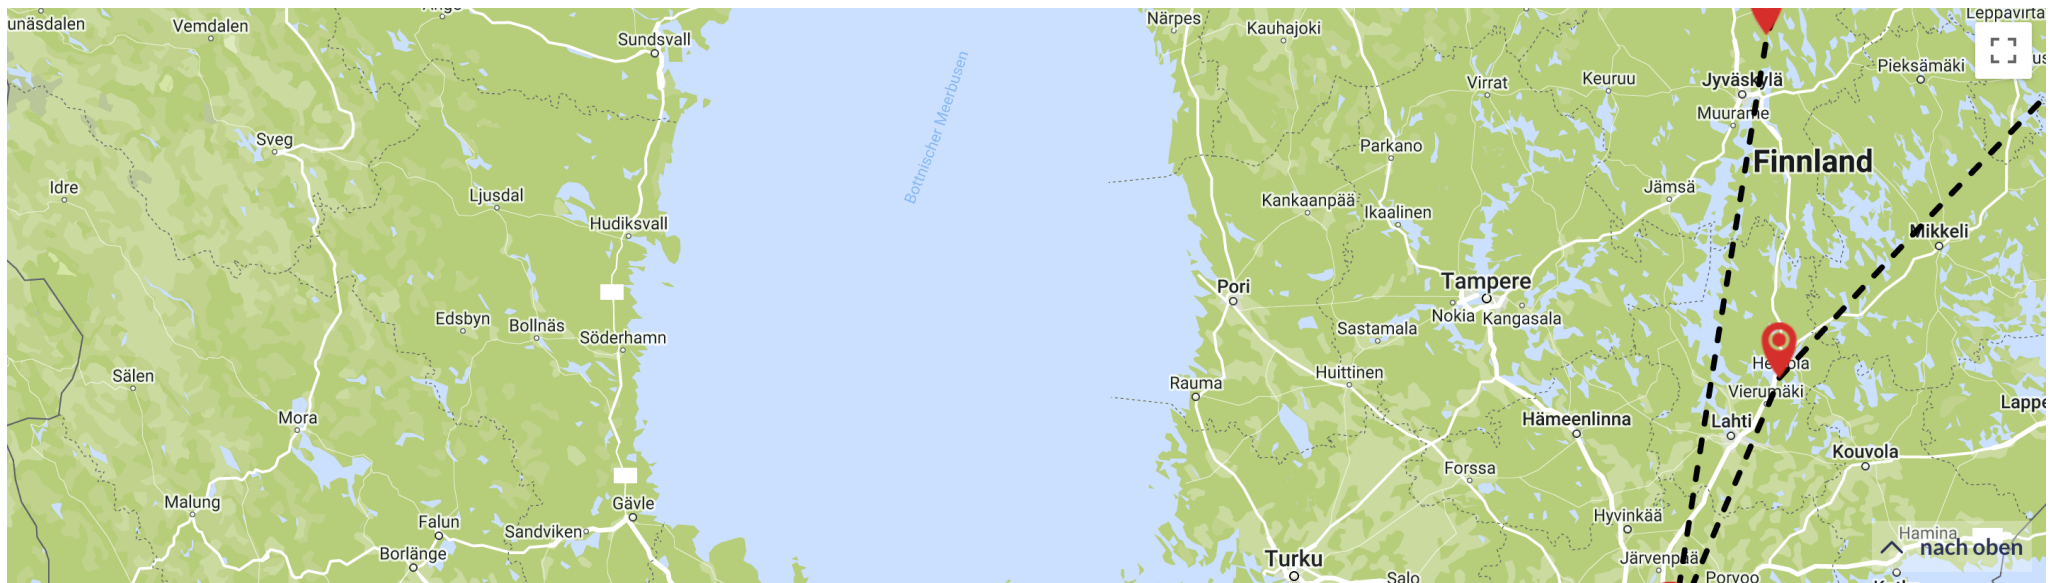 Närpes
Leppävirta
Vemdalen
Kauhajoki
Sundsvall
Pieksämäki
Virrat
Keuruu
Jyväskylä
Muurame
Bottnischer Meerbusen
Sveg
Parkano
Finnland
Idre
Ljusdal
Jämsä
Kankaanpää
Ikaalinen
Hudiksvall
Mikkeli
Tampere
Pori
Nokia
Kangasala
Edsbyn
Bollnäs
Söderhamn
Sastamala
Sälen
Huittinen
Rauma
Vierumäki
Mora
Hämeenlinna
Lahti
Kouvola
Forssa
Malung
Gävle
Hyvinkää
Falun
Sandviken
Hamina
nach oben
Borlänge
Turku
Järvenpää
Salo
Porvoo